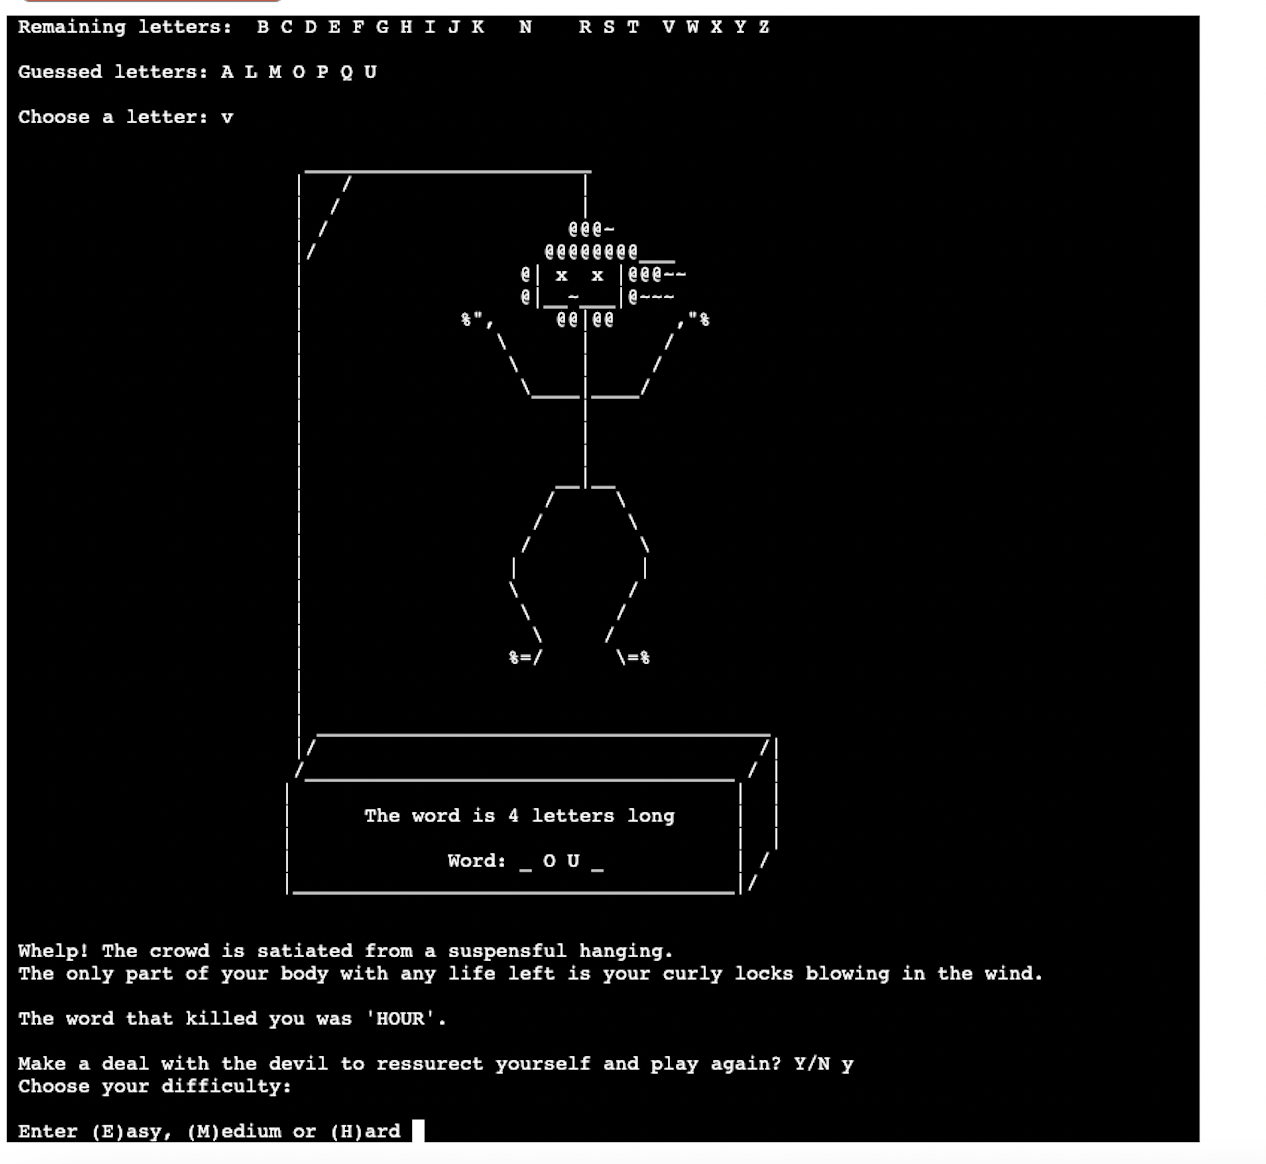 Remaining letters:  B C D E F G H I J K   N    R S T  V W X Y Z
Guessed letters: A L M O P Q U
Choose a letter: v
The word is 4 letters long
Word: _ O U _
Whelp! The crowd is satiated from a suspensful hanging.
The only part of your body with any life left is your curly locks blowing in the wind.
The word that killed you was 'HOUR'.
Make a deal with the devil to ressurect yourself and play again? Y/N y
Choose your difficulty:
Enter (E)asy, (M)edium or (H)ard